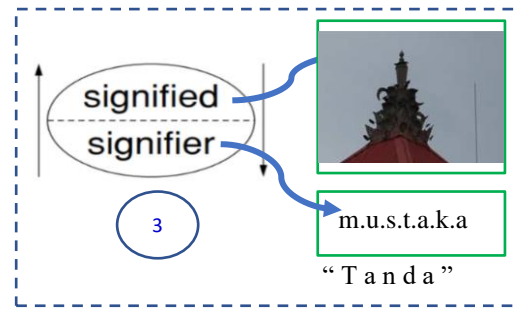 signified
signifier
3
m.u.s.t.a.k.a
“ T a n d a ”